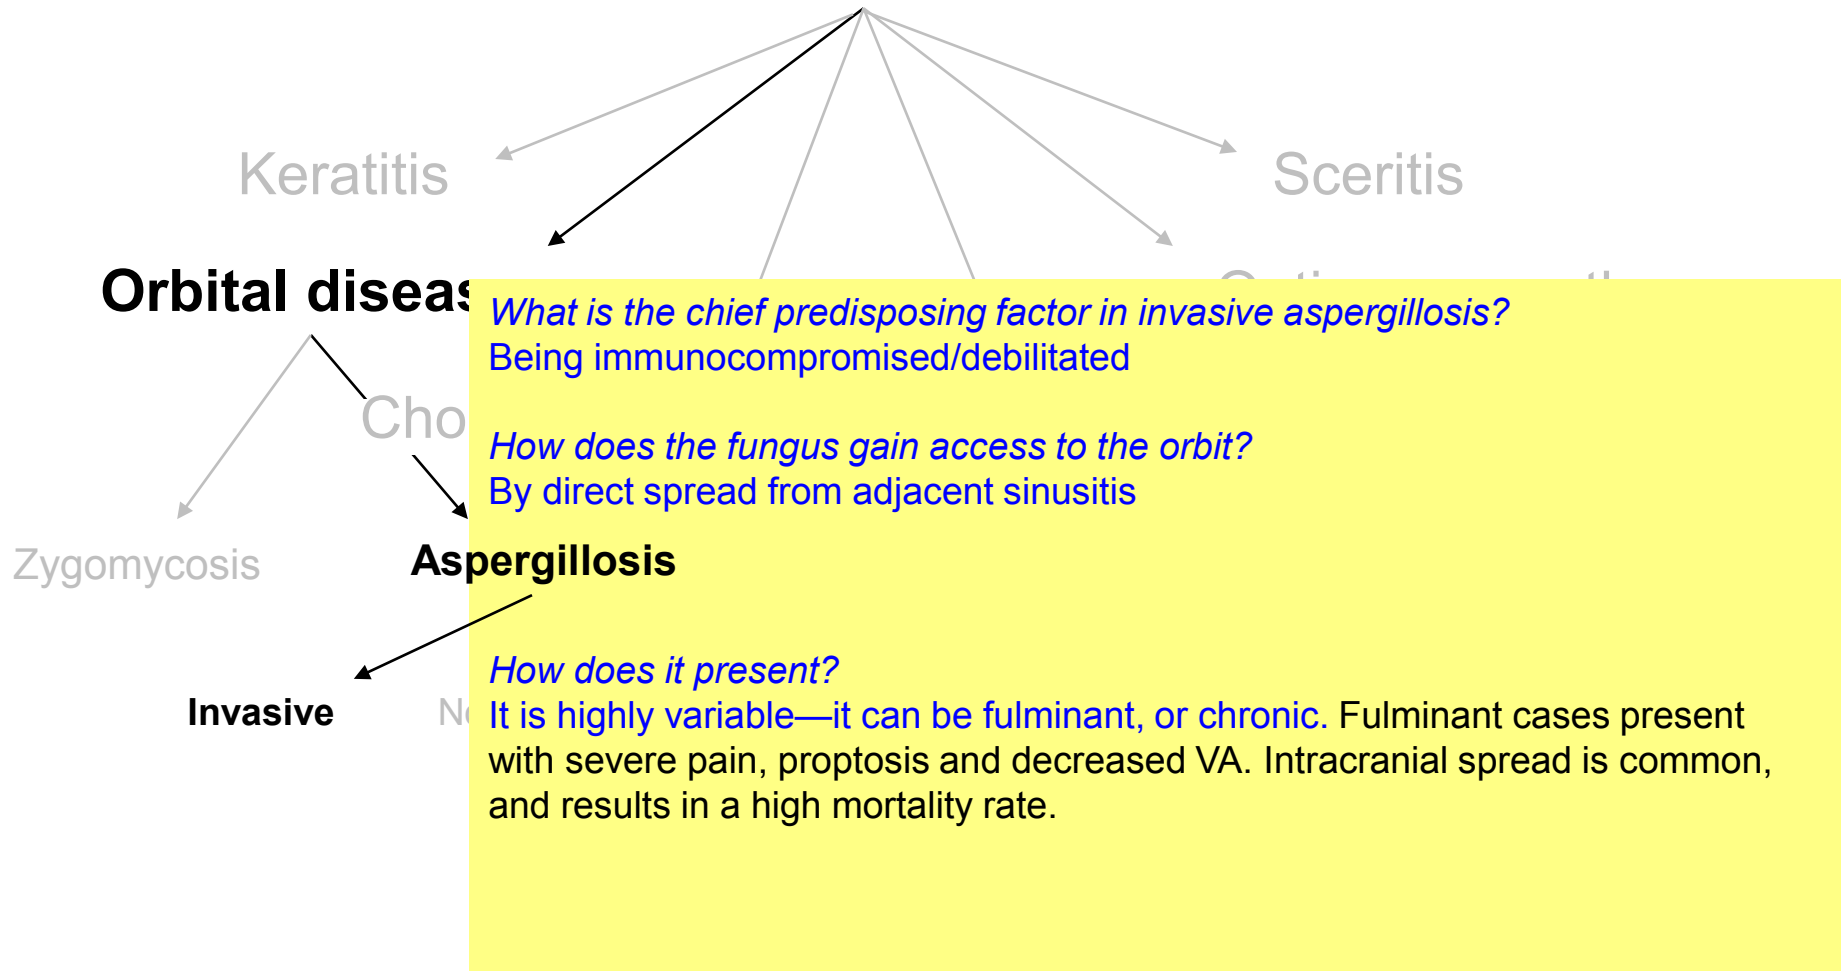 Keratitis
Sceritis
Orbital
What is the chief predisposing factor in invasive aspergillosis?
Being immunocompromised/debilitated
How does the fungus gain access to the orbit?
By direct spread from adjacent sinusitis
Zygomycosis
Aspergillosis
How does it present?
Invasive
It is highly variable—it can be fulminant, or chronic. Fulminant cases present
with severe pain, proptosis and decreased VA. Intracranial spread is common,
and results in a high mortality rate.